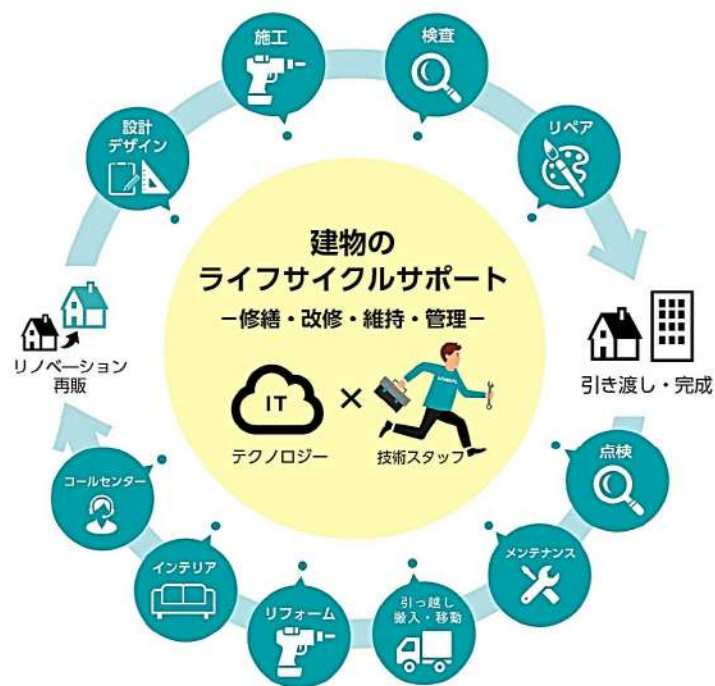 施工
検査
設計
デザイン
リペア
建物の
ライフサイクルサポート
−修繕・改修・維持・管理−
IT
テクノロジー
技術スタッフ
リノベーション
再販
引き渡し・完成
コールセンター
点検
インテリア
メンテナンス
リフォーム
引っ越し
搬入・移動